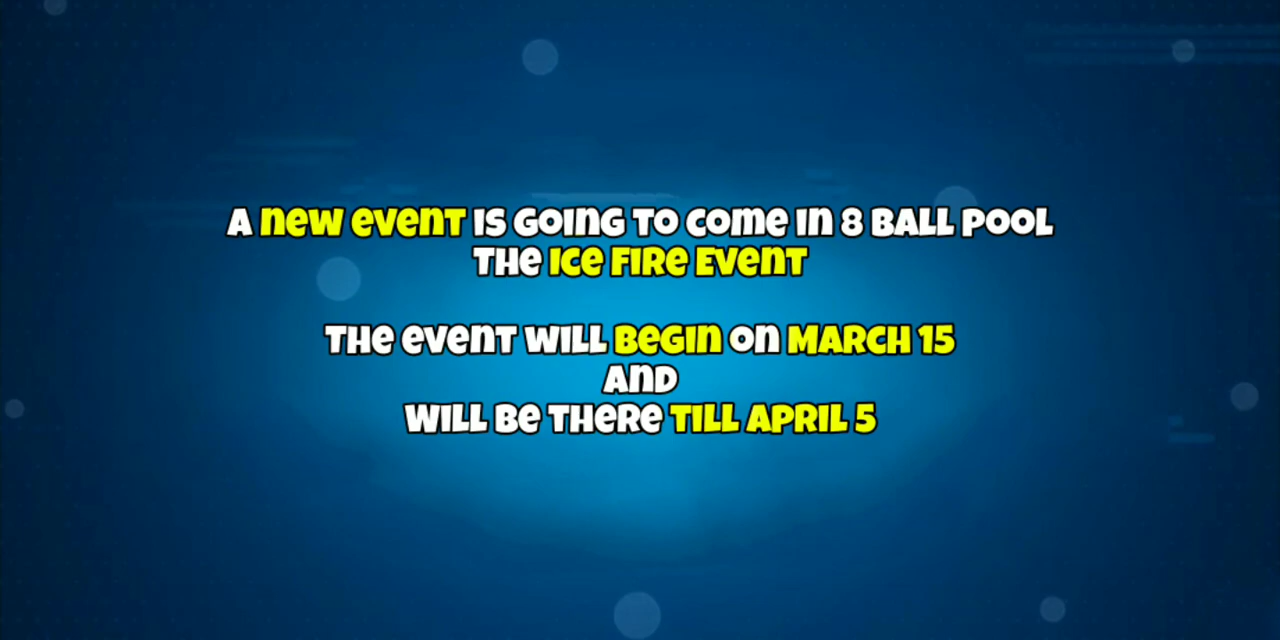 A new event is going to come in 8 Ball Pool
The Ice Fire Event
The event will Begin on March 15
And
will be there till April 5